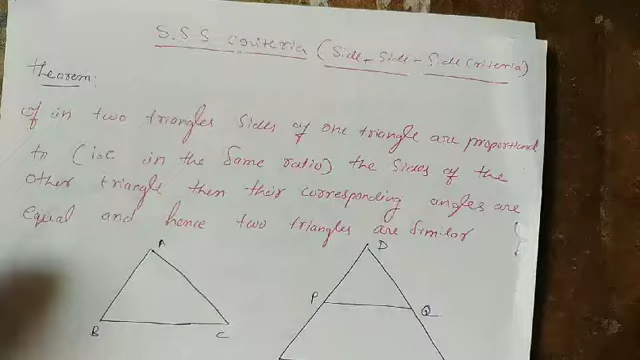 S.S.S Criteria (Side - Side - Side Criteria)
Theorem:
If in two triangles Sides of one triangle are proportional
to (i.e in the Same ratio) the Sides of the
Other triangle then their corresponding angles are
Equal and hence two triangles are Similar
A
D
P
Q
B
C